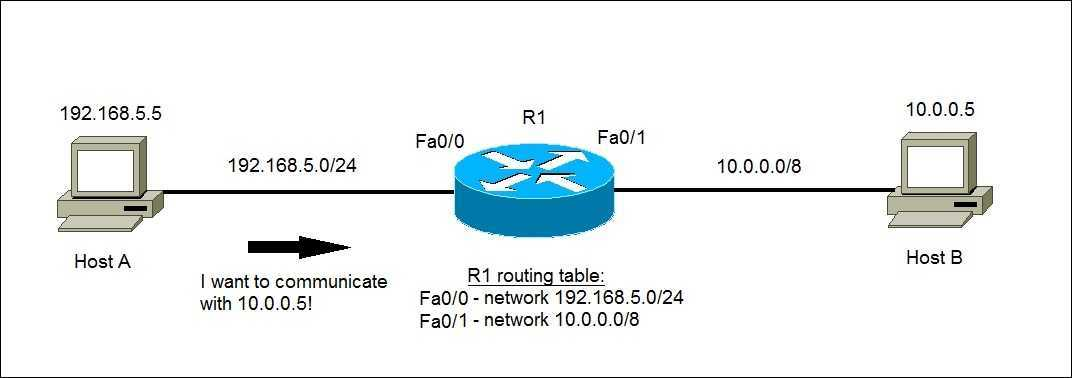 192.168.5.5
10.0.0.5
R1
Fa0/0
Fa0/1
192.168.5.0/24
10.0.0.0/8
Host A
Host B
I want to communicate
with 10.0.0.5!
R1 routing table:
Fa0/0 - network 192.168.5.0/24
Fa0/1 - network 10.0.0.0/8